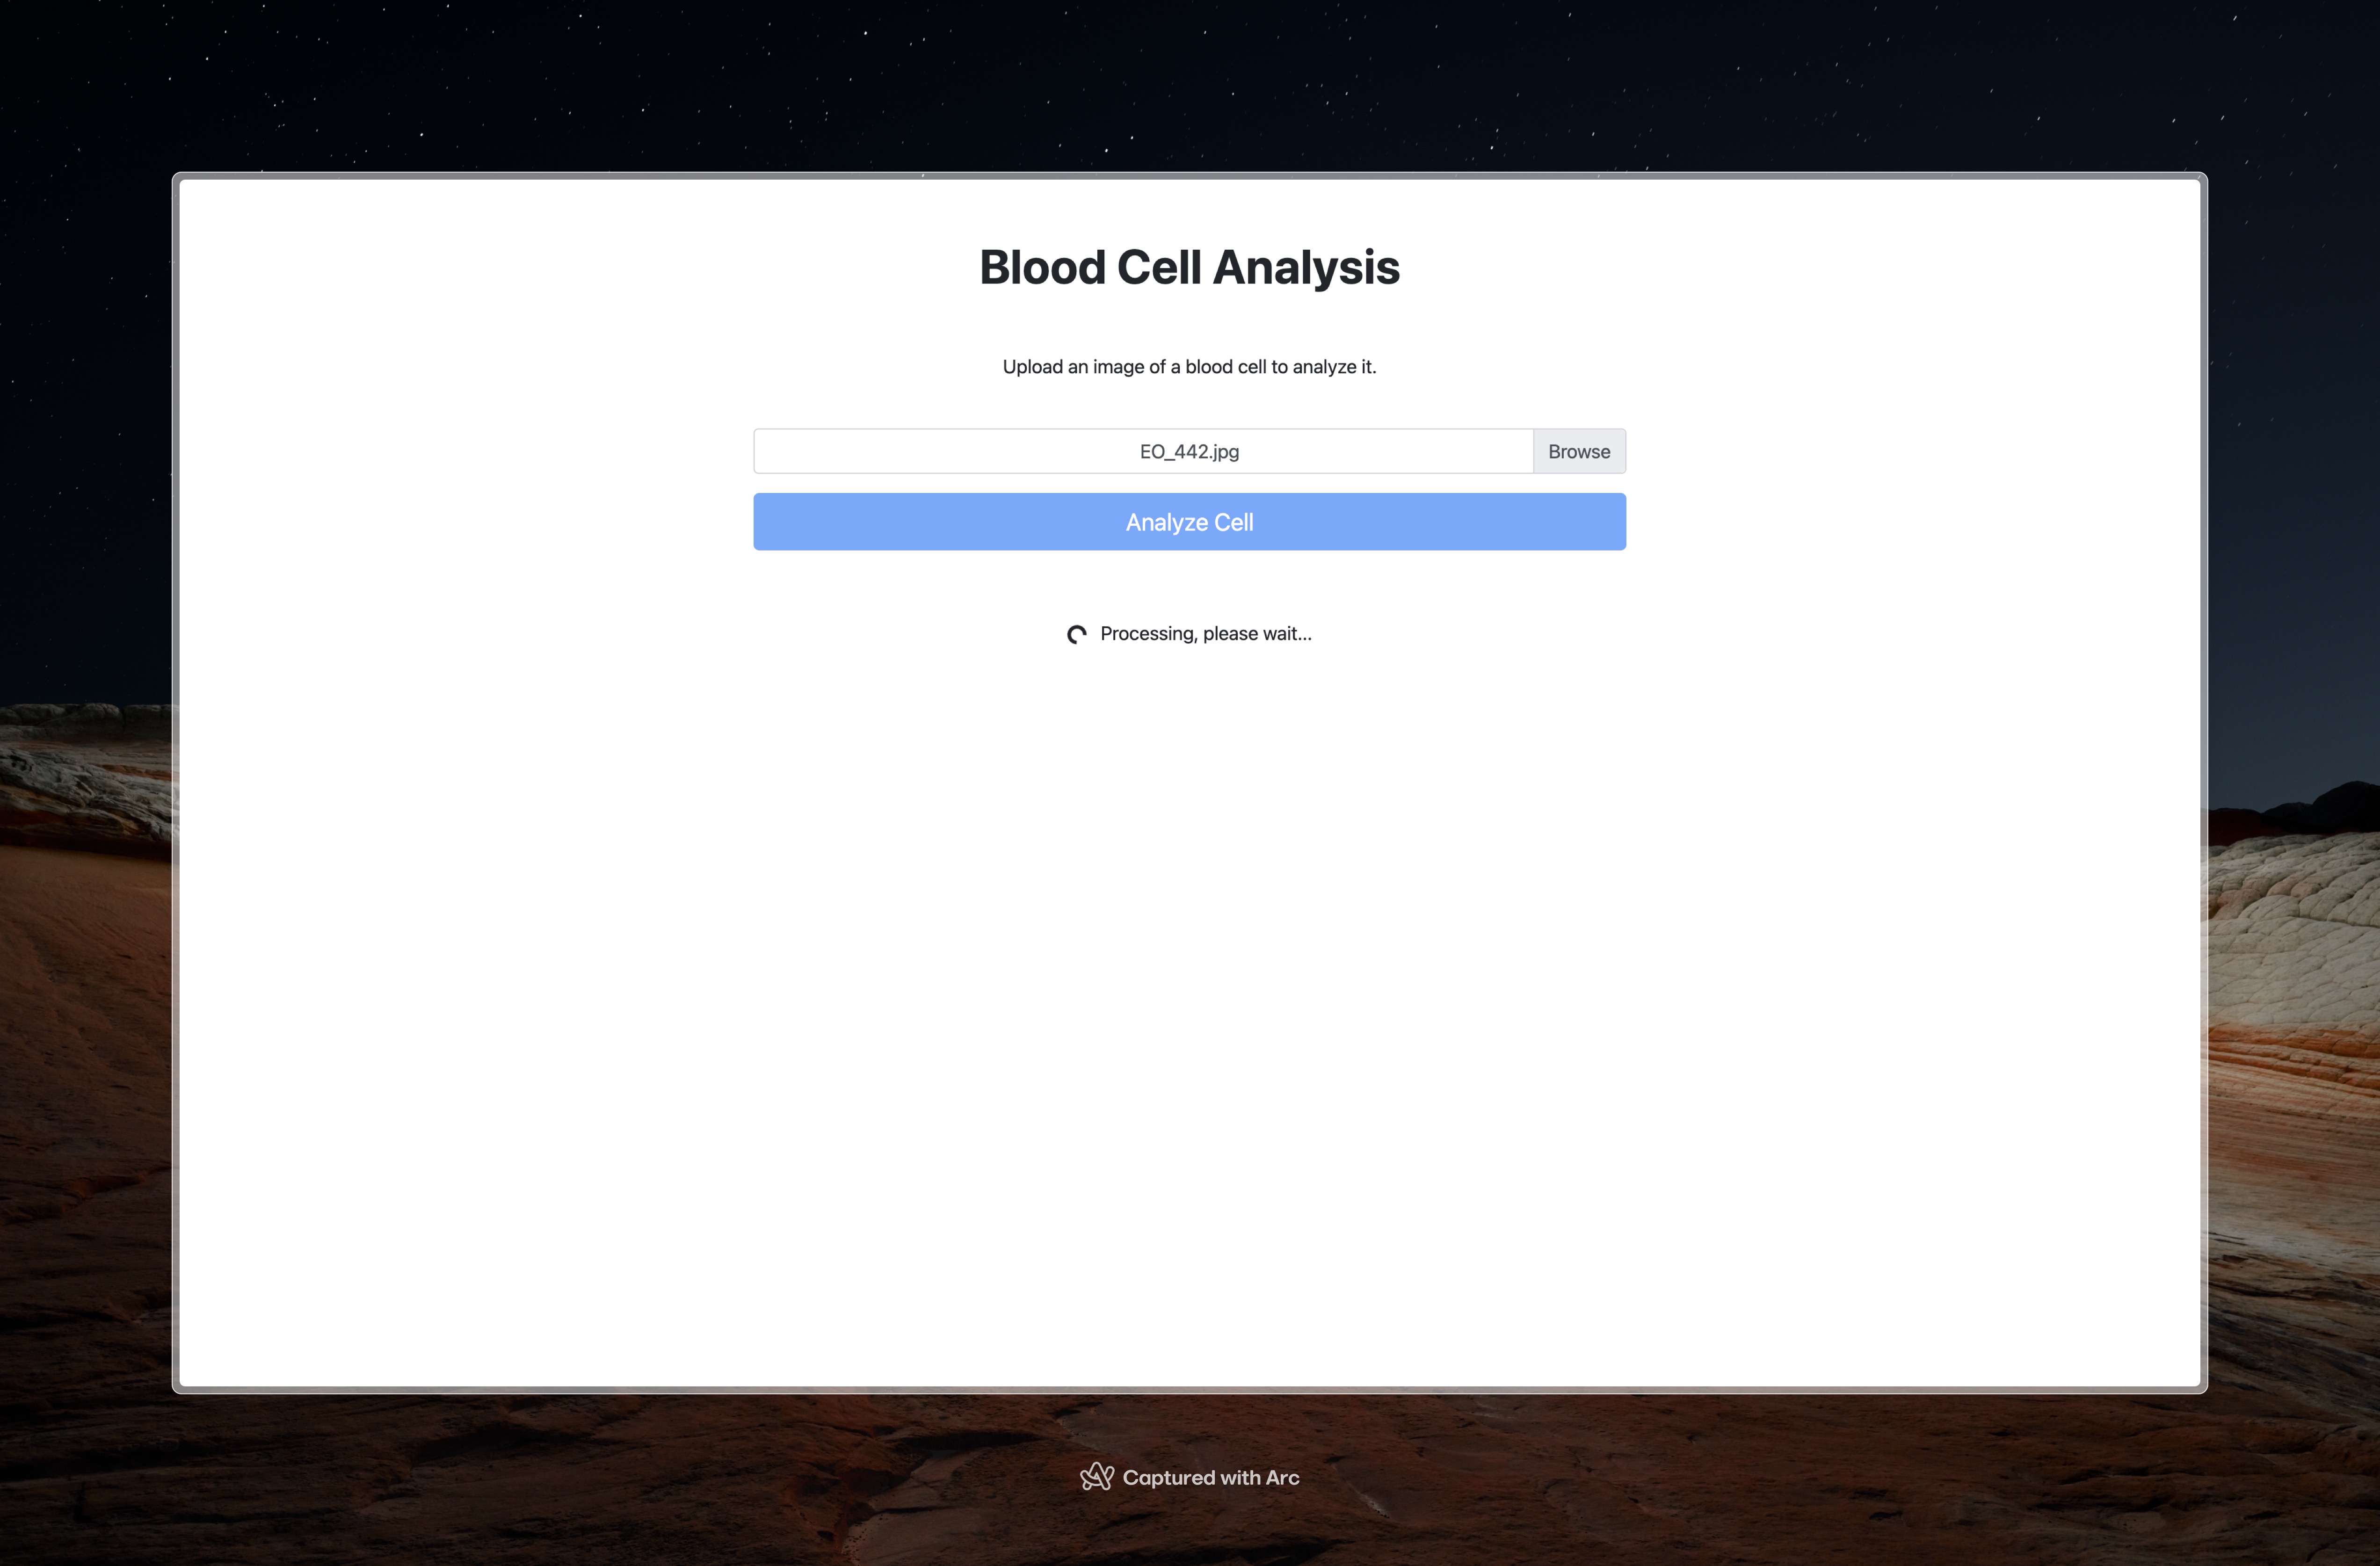 Blood Cell Analysis
Upload an image of a blood cell to analyze it.
EO_442.jpg
Browse
Analyze Cell
Processing, please wait...
Captured with Arc